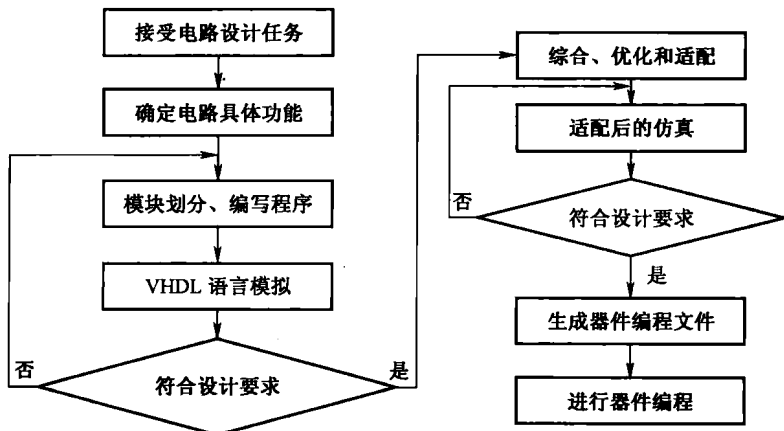 接受电路设计任务
确定电路具体功能
模块划分、编写程序
VHDL 语言模拟
否
符合设计要求
是
综合、优化和适配
适配后的仿真
否
符合设计要求
是
生成器件编程文件
进行器件编程